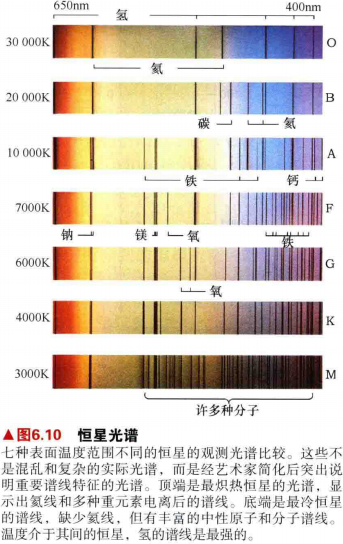 650nm 400nm
氢
30 000K O
氦
20 000K B
碳 氦
10 000K A
铁 钙
7000K F
钠 镁 氧 铁
6000K G
氧
4000K K
3000K M
许多种分子
▲图6.10 恒星光谱
七种表面温度范围不同的恒星的观测光谱比较。这些不
是混乱和复杂的实际光谱，而是经艺术家简化后突出说
明重要谱线特征的光谱。顶端是最炽热恒星的光谱，显
示出氦线和多种重元素电离后的谱线。底端是最冷恒星
的谱线，缺少氦线，但有丰富的中性原子和分子谱线。
温度介于其间的恒星，氢的谱线是最强的。